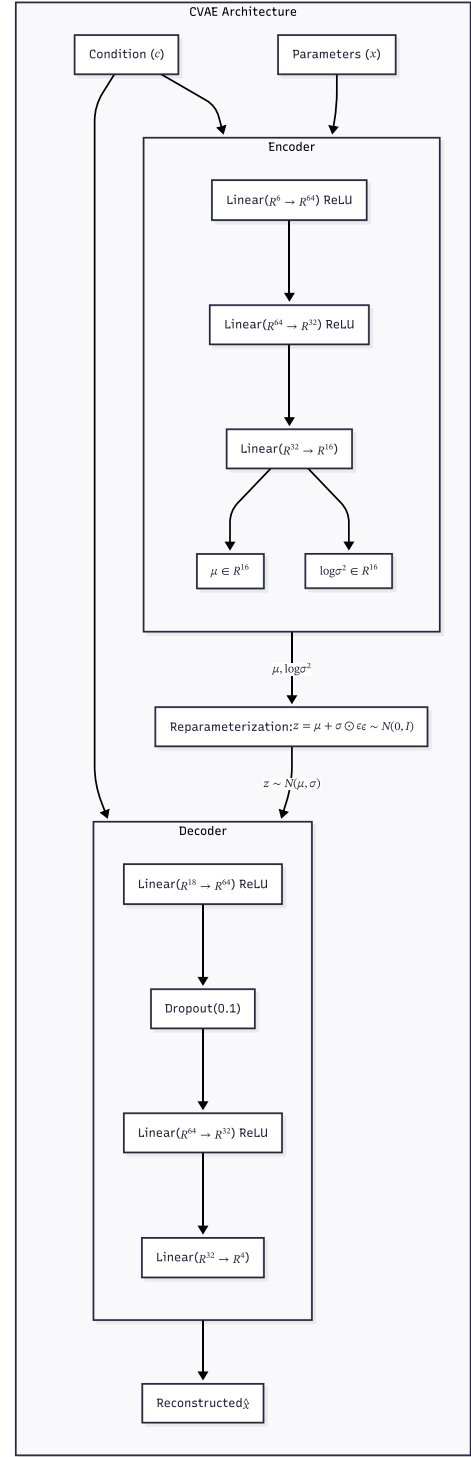 CVAE Architecture
Condition (c)
Parameters (x)
Encoder
Linear(R⁶ → R⁶⁴) ReLU
Linear(R⁶⁴ → R³²) ReLU
Linear(R³² → R¹⁶)
μ ∈ R¹⁶
logσ² ∈ R¹⁶
μ, logσ²
Reparameterization:z = μ + σ ⊙ ϵϵ ~ N(0, I)
z ~ N(μ, σ)
Decoder
Linear(R¹⁸ → R⁶⁴) ReLU
Dropout(0.1)
Linear(R⁶⁴ → R³²) ReLU
Linear(R³² → R⁴)
Reconstructedx̂